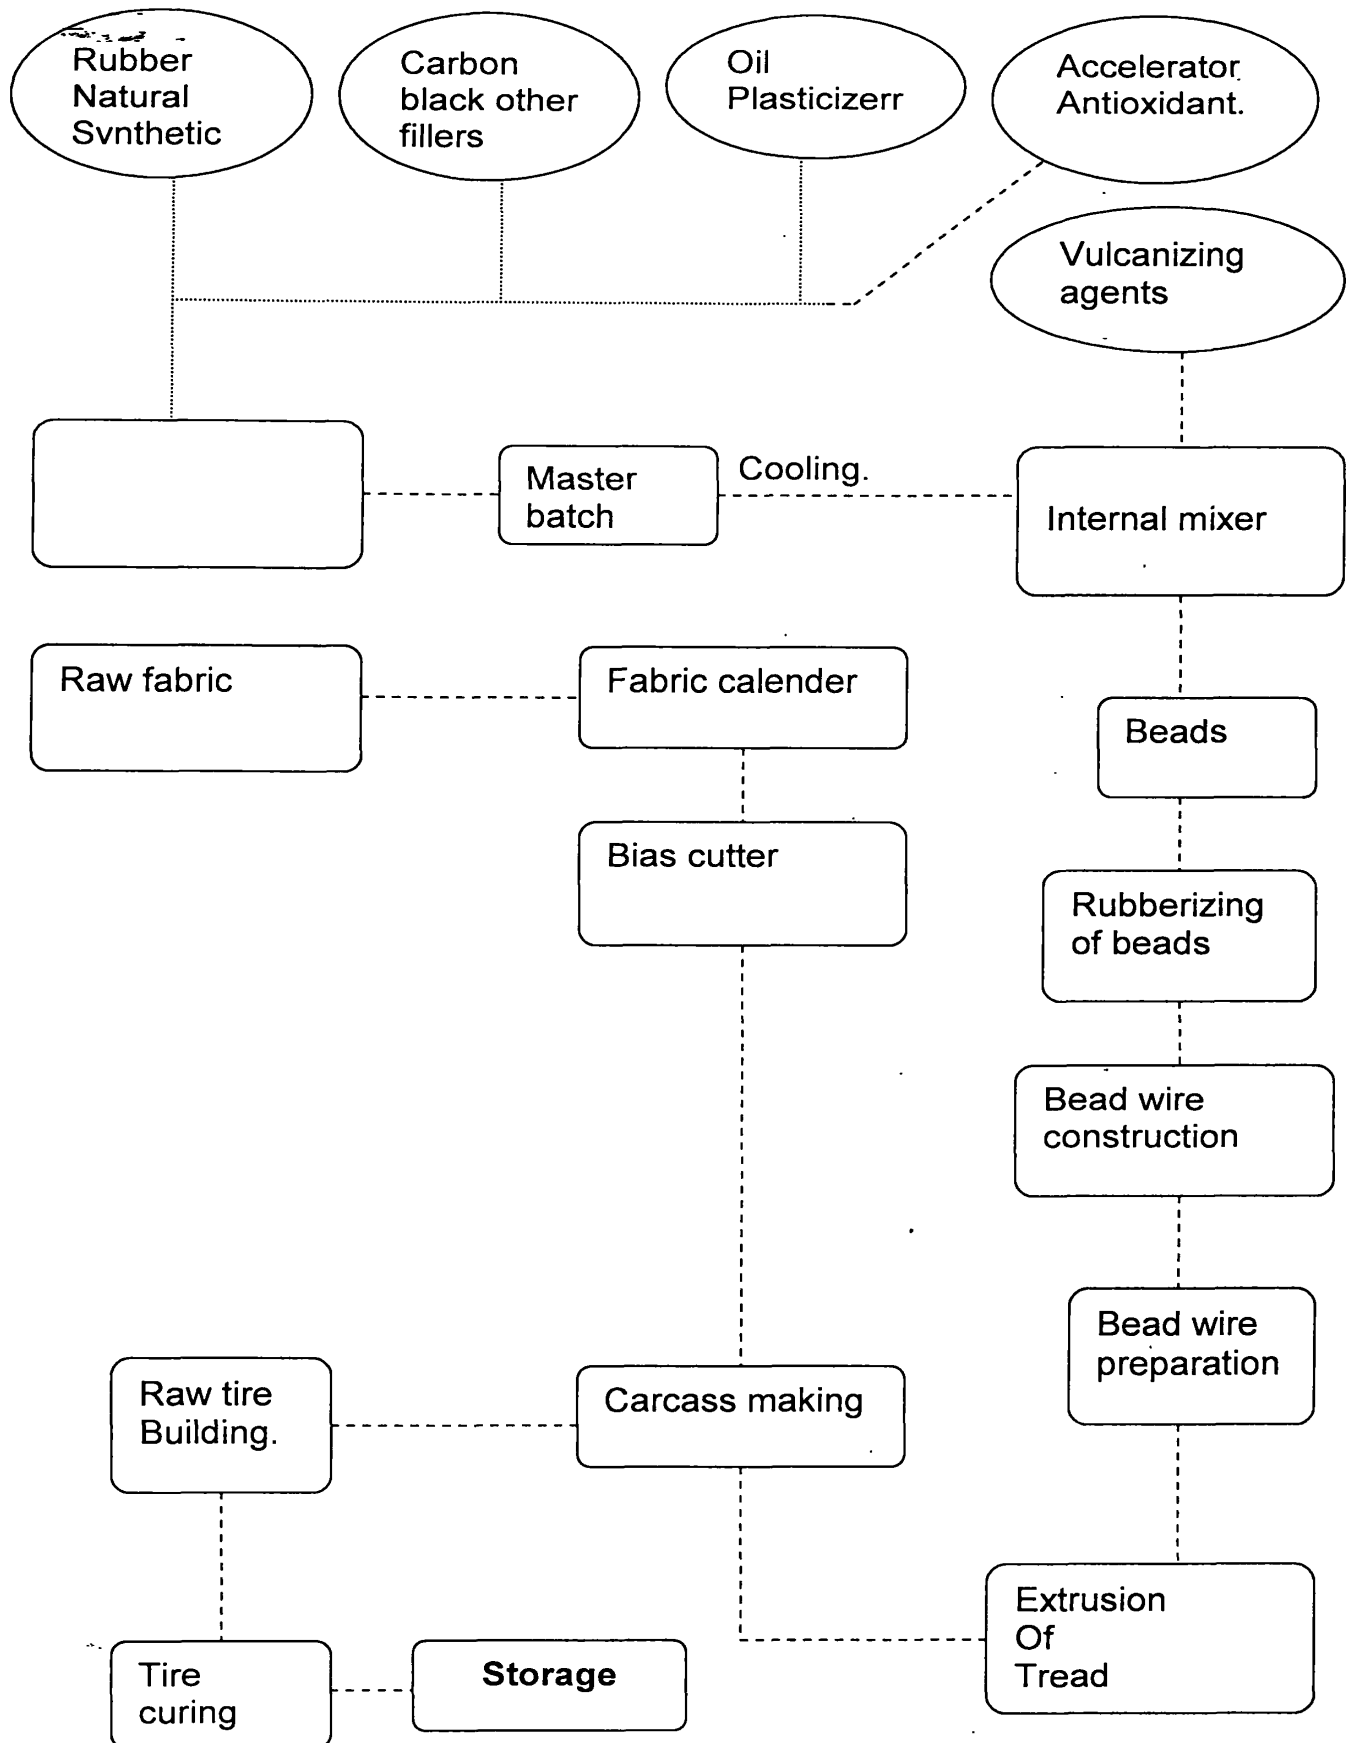 Rubber
Natural
Svnthetic
Carbon
black other
fillers
Oil
Plasticizerr
Accelerator
Antioxidant.
Vulcanizing
agents
Master
batch
Cooling.
Internal mixer
Raw fabric
Fabric calender
Beads
Bias cutter
Rubberizing
of beads
Bead wire
construction
Bead wire
preparation
Raw tire
Building.
Carcass making
Extrusion
Of
Tread
Tire
curing
Storage